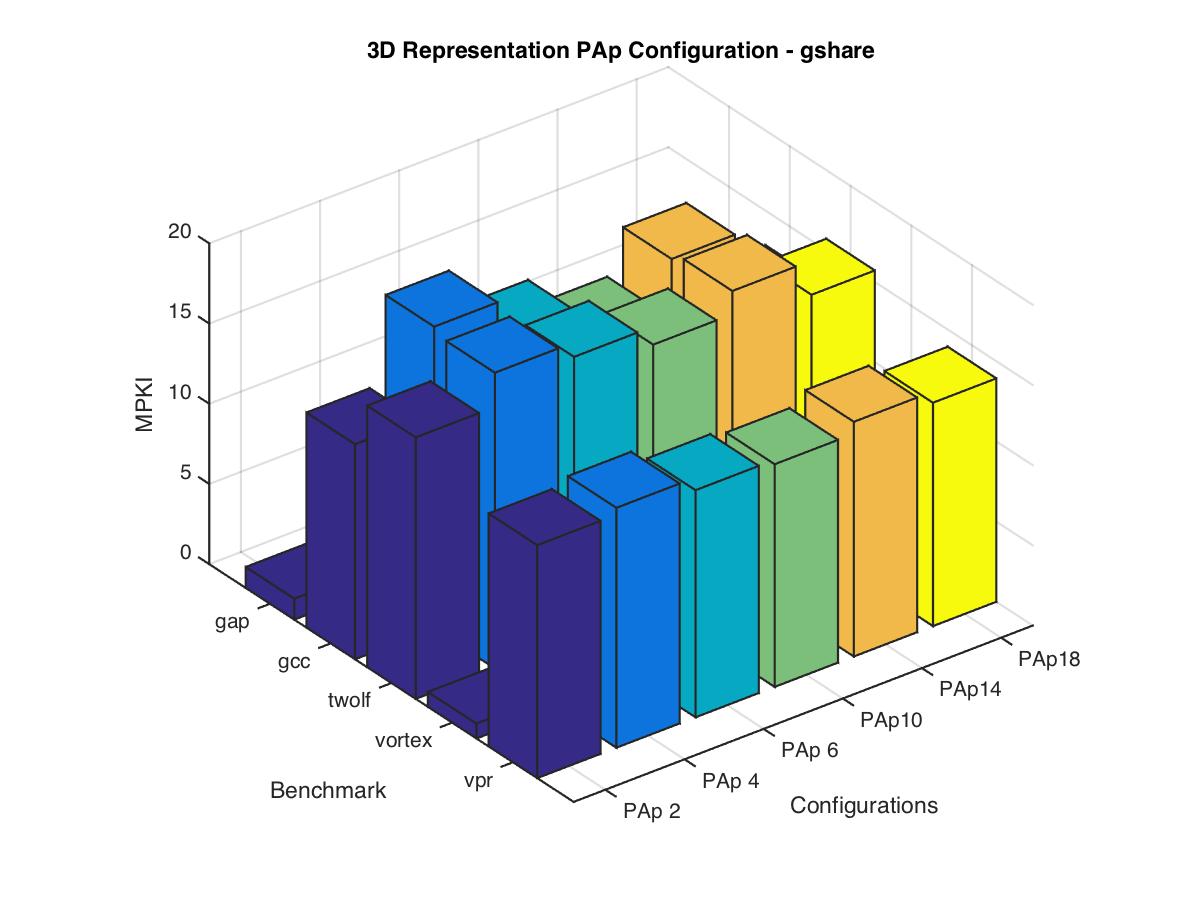 3D Representation PAp Configuration - gshare
20
15
10
5
0
MPKI
gap
gcc
twolf
vortex
vpr
Benchmark
PAp 2
PAp 4
PAp 6
PAp10
PAp14
PAp18
Configurations